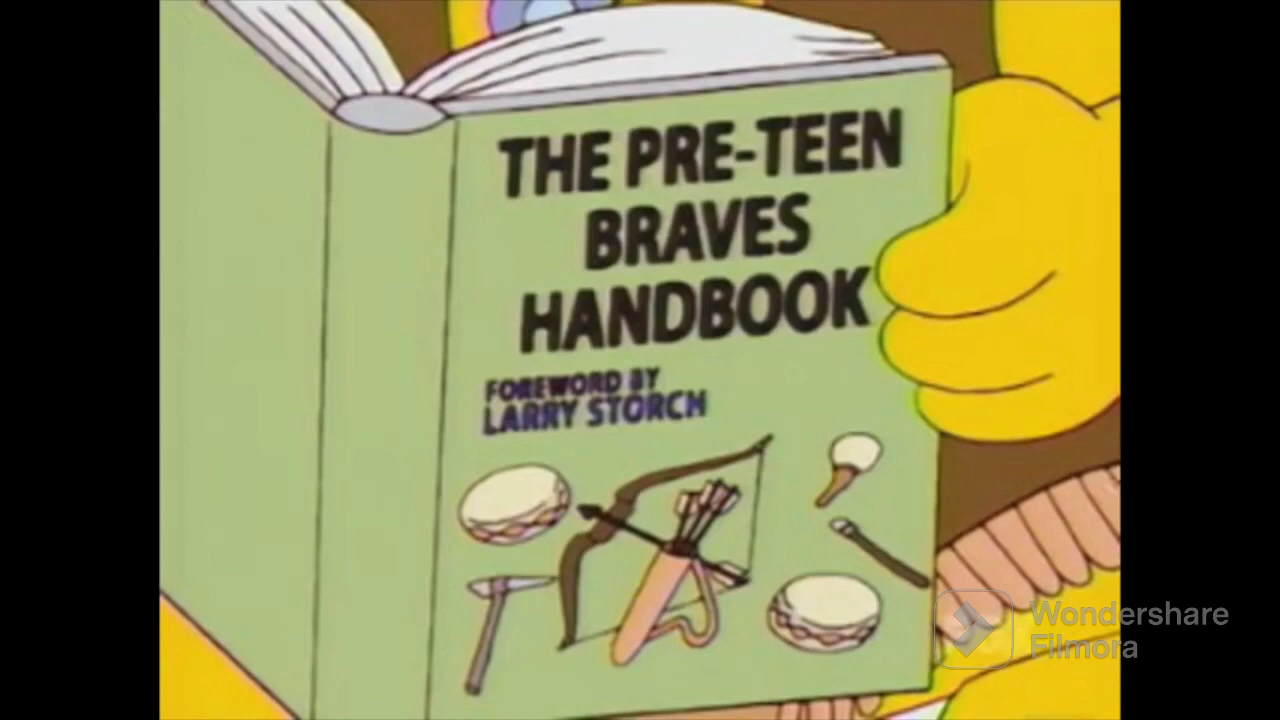 THE PRE-TEEN
BRAVES
HANDBOOK
FOREWORD BY
LARRY STORCH
Wondershare
Filmora